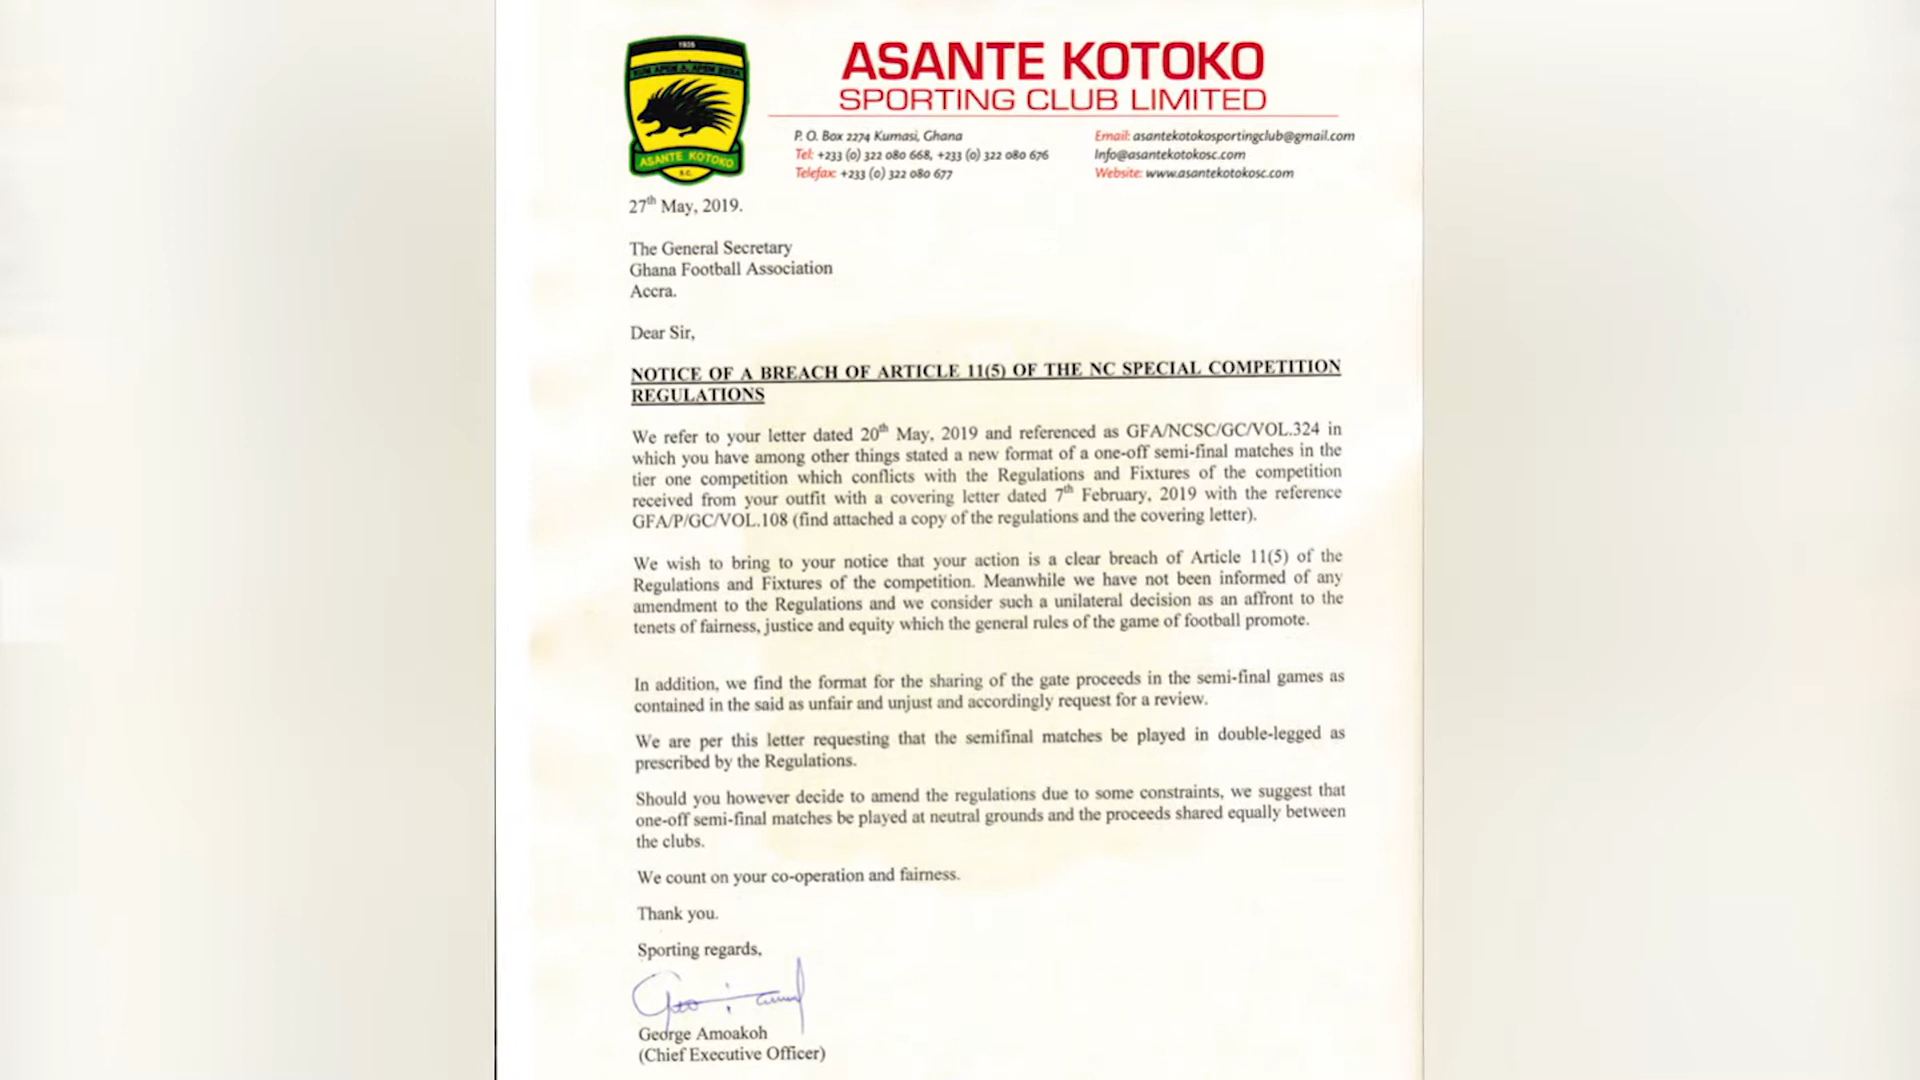 1935
KUM APEM A, APEM BEBA
ASANTE KOTOKO
S.C.
ASANTE KOTOKO
SPORTING CLUB LIMITED
P. O. Box 2274 Kumasi, Ghana
Tel: +233 (0) 322 080 668, +233 (0) 322 080 676
Telefax: +233 (0) 322 080 677
Email: asantekotokosportingclub@gmail.com
Info@asantekotokosc.com
Website: www.asantekotokosc.com
27th May, 2019.
The General Secretary
Ghana Football Association
Accra.
Dear Sir,
NOTICE OF A BREACH OF ARTICLE 11(5) OF THE NC SPECIAL COMPETITION
REGULATIONS
We refer to your letter dated 20th May, 2019 and referenced as GFA/NCSC/GC/VOL.324 in
which you have among other things stated a new format of a one-off semi-final matches in the
tier one competition which conflicts with the Regulations and Fixtures of the competition
received from your outfit with a covering letter dated 7th February, 2019 with the reference
GFA/P/GC/VOL.108 (find attached a copy of the regulations and the covering letter).
We wish to bring to your notice that your action is a clear breach of Article 11(5) of the
Regulations and Fixtures of the competition. Meanwhile we have not been informed of any
amendment to the Regulations and we consider such a unilateral decision as an affront to the
tenets of fairness, justice and equity which the general rules of the game of football promote.
In addition, we find the format for the sharing of the gate proceeds in the semi-final games as
contained in the said as unfair and unjust and accordingly request for a review.
We are per this letter requesting that the semifinal matches be played in double-legged as
prescribed by the Regulations.
Should you however decide to amend the regulations due to some constraints, we suggest that
one-off semi-final matches be played at neutral grounds and the proceeds shared equally between
the clubs.
We count on your co-operation and fairness.
Thank you.
Sporting regards,
George Amoakoh
(Chief Executive Officer)